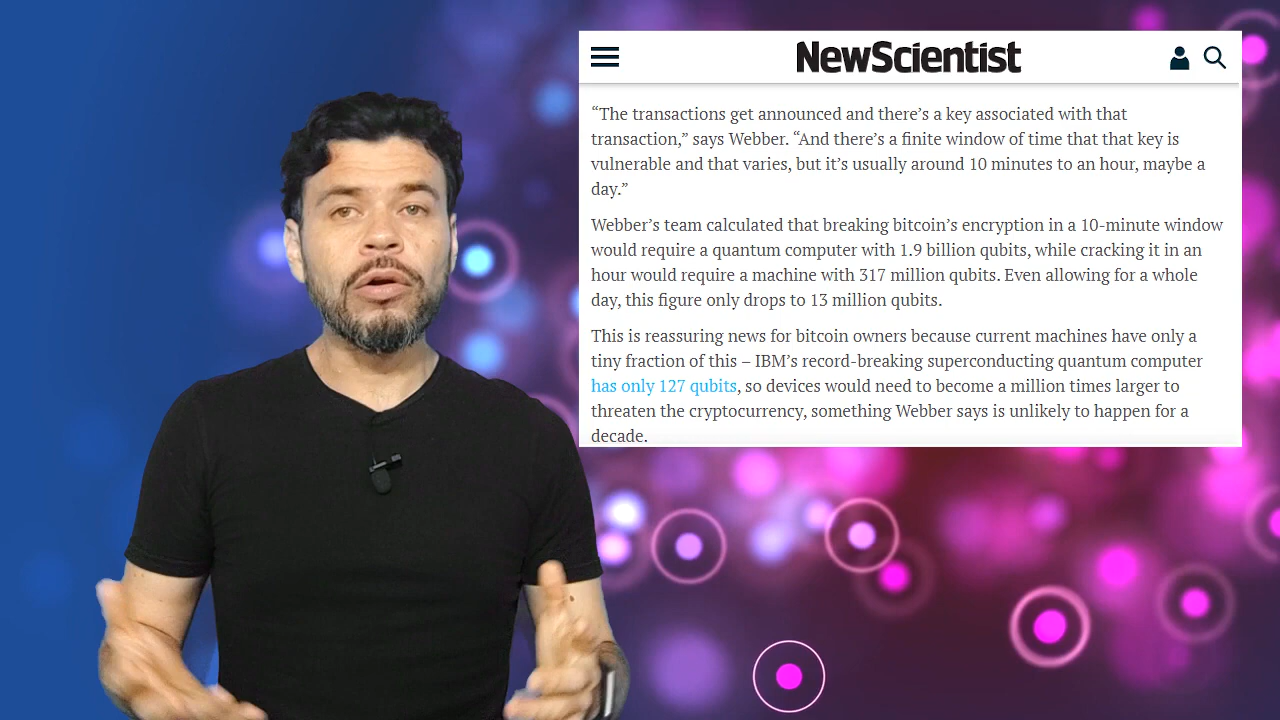 NewScientist
“The transactions get announced and there’s a key associated with that
transaction,” says Webber. “And there’s a finite window of time that that key is
vulnerable and that varies, but it’s usually around 10 minutes to an hour, maybe a
day.”
Webber’s team calculated that breaking bitcoin’s encryption in a 10-minute window
would require a quantum computer with 1.9 billion qubits, while cracking it in an
hour would require a machine with 317 million qubits. Even allowing for a whole
day, this figure only drops to 13 million qubits.
This is reassuring news for bitcoin owners because current machines have only a
tiny fraction of this – IBM’s record-breaking superconducting quantum computer
has only 127 qubits, so devices would need to become a million times larger to
threaten the cryptocurrency, something Webber says is unlikely to happen for a
decade.